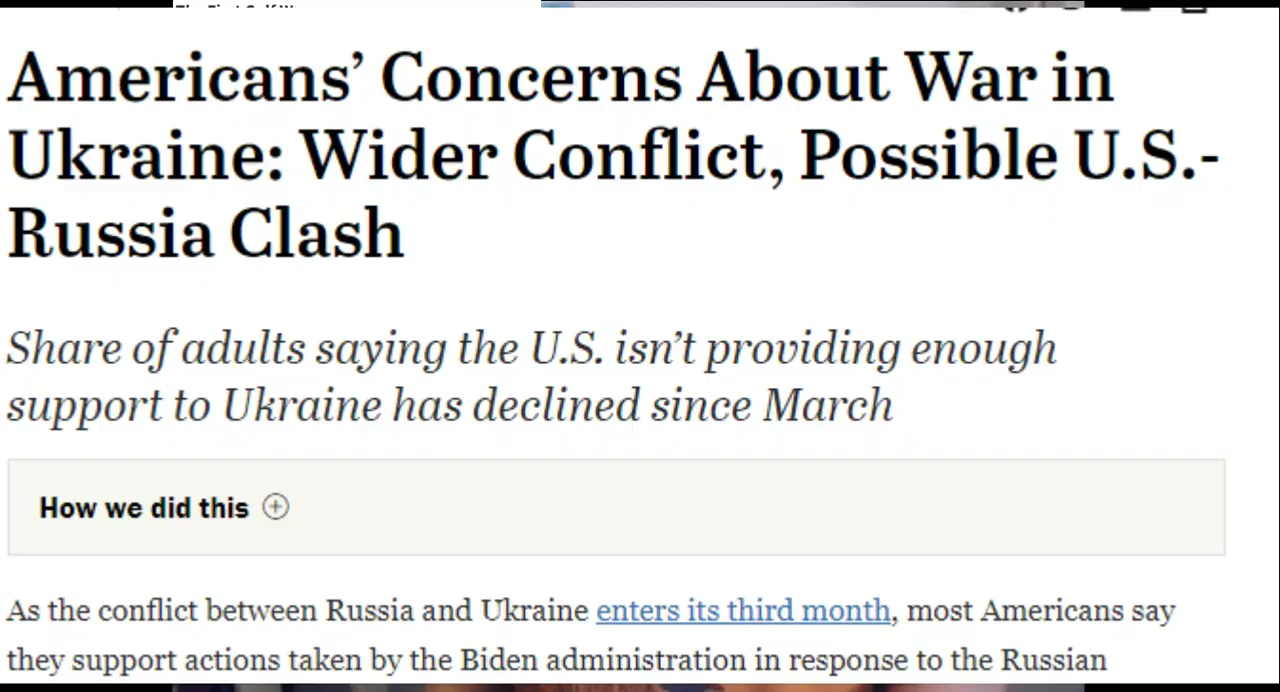 Americans’ Concerns About War in
Ukraine: Wider Conflict, Possible U.S.-
Russia Clash
Share of adults saying the U.S. isn’t providing enough
support to Ukraine has declined since March
How we did this
As the conflict between Russia and Ukraine enters its third month, most Americans say
they support actions taken by the Biden administration in response to the Russian